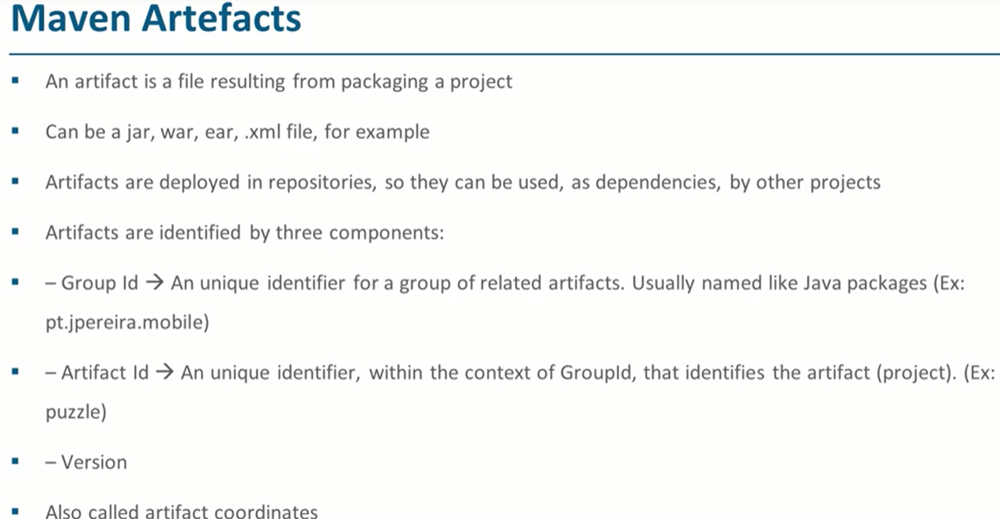 Maven Artefacts
▪ An artifact is a file resulting from packaging a project
▪ Can be a jar, war, ear, .xml file, for example
▪ Artifacts are deployed in repositories, so they can be used, as dependencies, by other projects
▪ Artifacts are identified by three components:
▪ – Group Id → An unique identifier for a group of related artifacts. Usually named like Java packages (Ex:
pt.jpereira.mobile)
▪ – Artifact Id → An unique identifier, within the context of GroupId, that identifies the artifact (project). (Ex:
puzzle)
▪ – Version
▪ Also called artifact coordinates